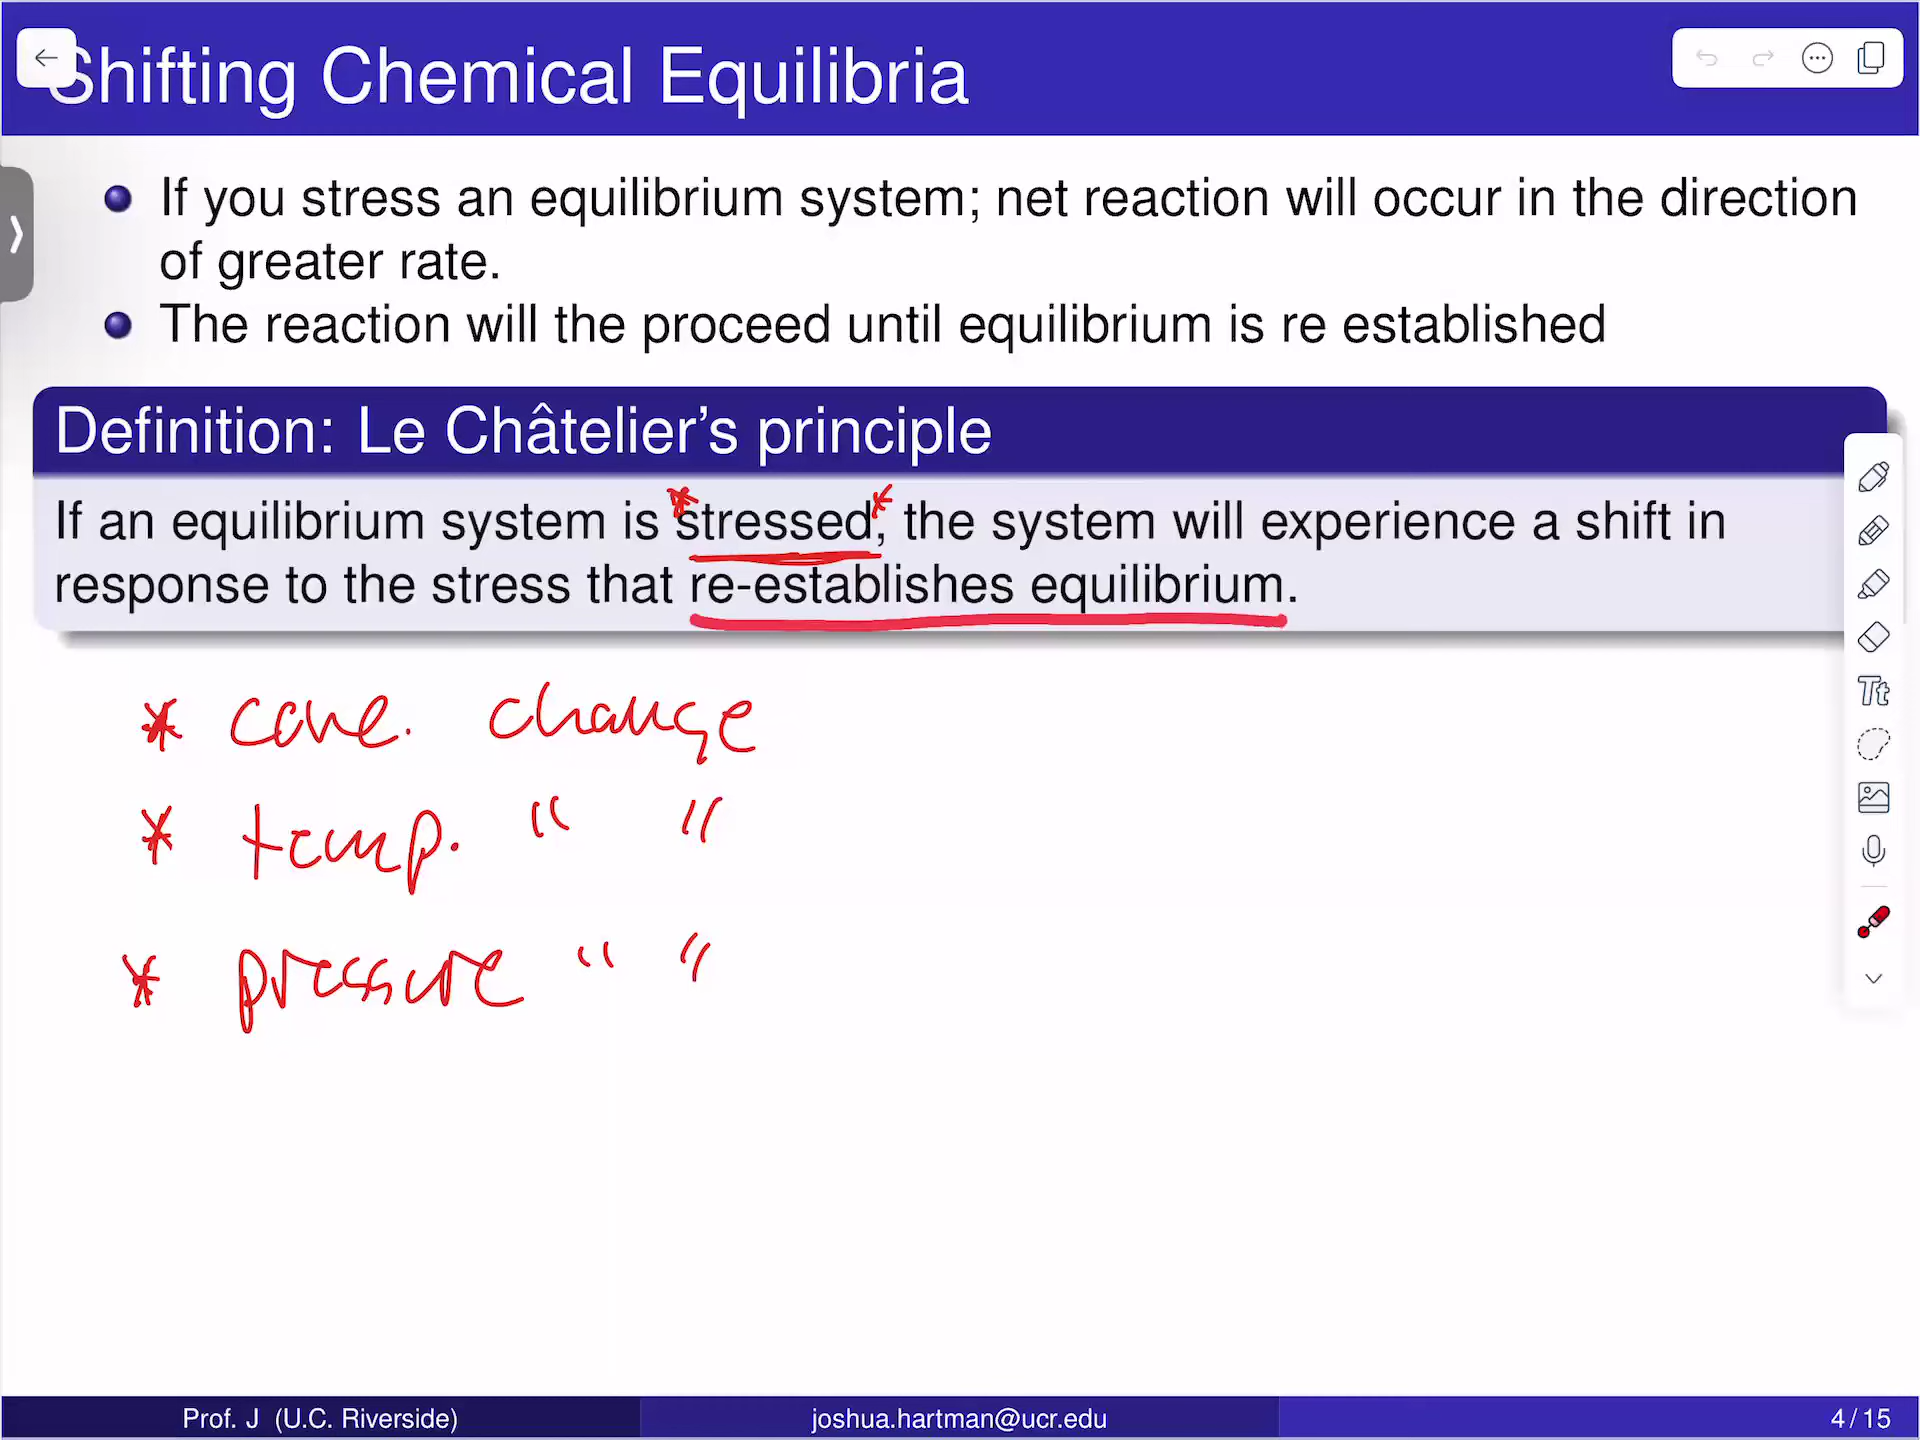 Shifting Chemical Equilibria
If you stress an equilibrium system; net reaction will occur in the direction
of greater rate.
The reaction will the proceed until equilibrium is re established
Definition: Le Châtelier's principle
If an equilibrium system is *stressed*, the system will experience a shift in
response to the stress that re-establishes equilibrium.
* conc. change
* temp. " "
* pressure " "
Tt
Prof. J (U.C. Riverside) joshua.hartman@ucr.edu 4 / 15